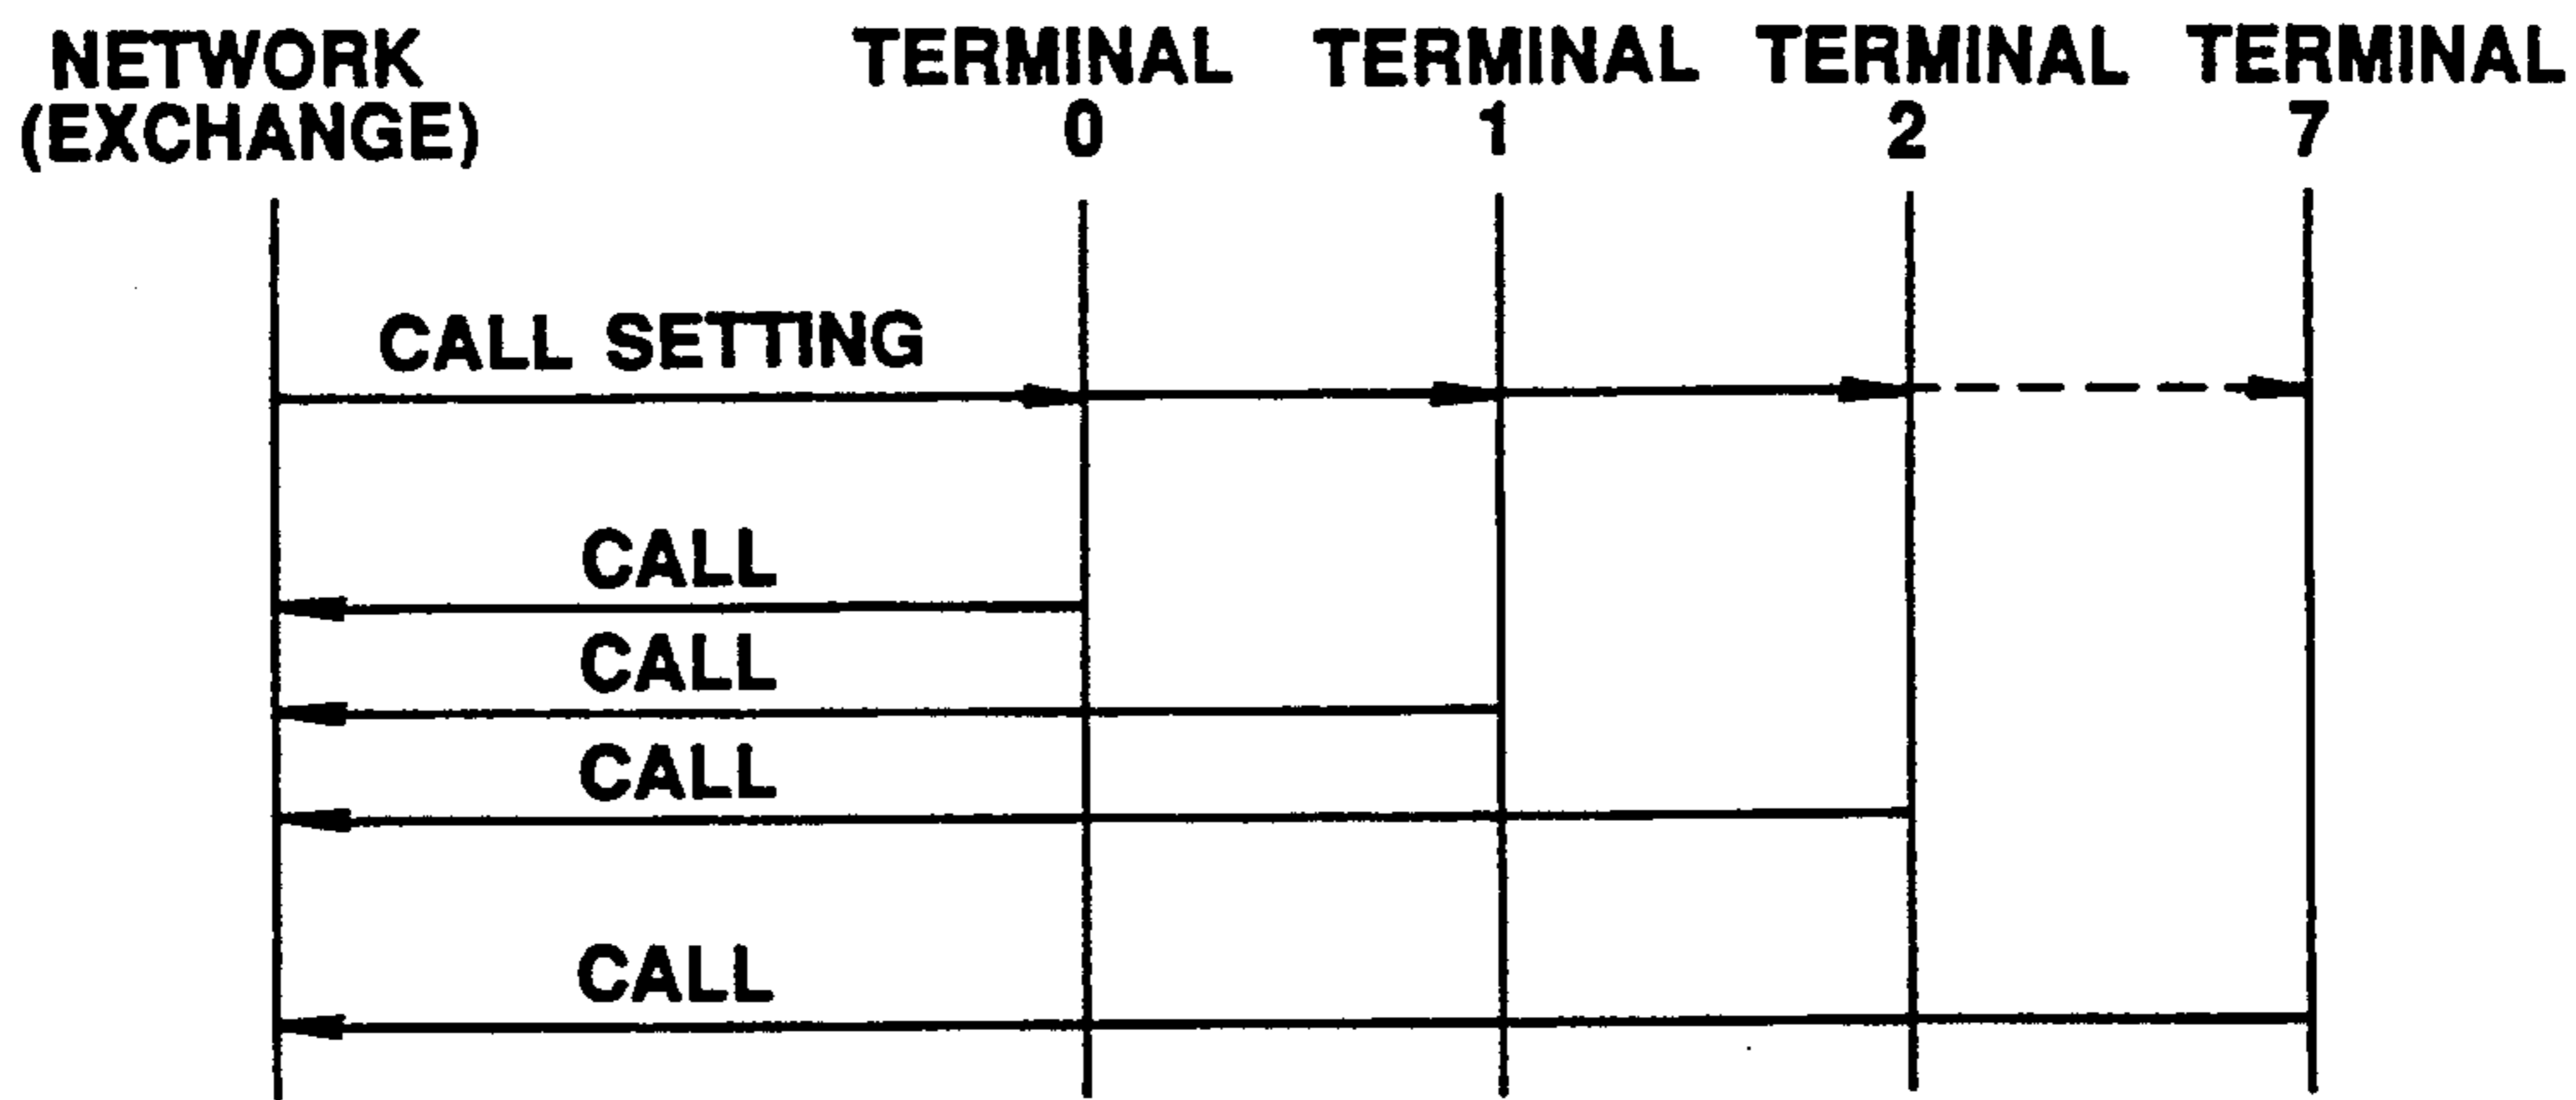 NETWORK
(EXCHANGE)
TERMINAL
0
TERMINAL
1
TERMINAL
2
TERMINAL
7
CALL SETTING
CALL
CALL
CALL
CALL